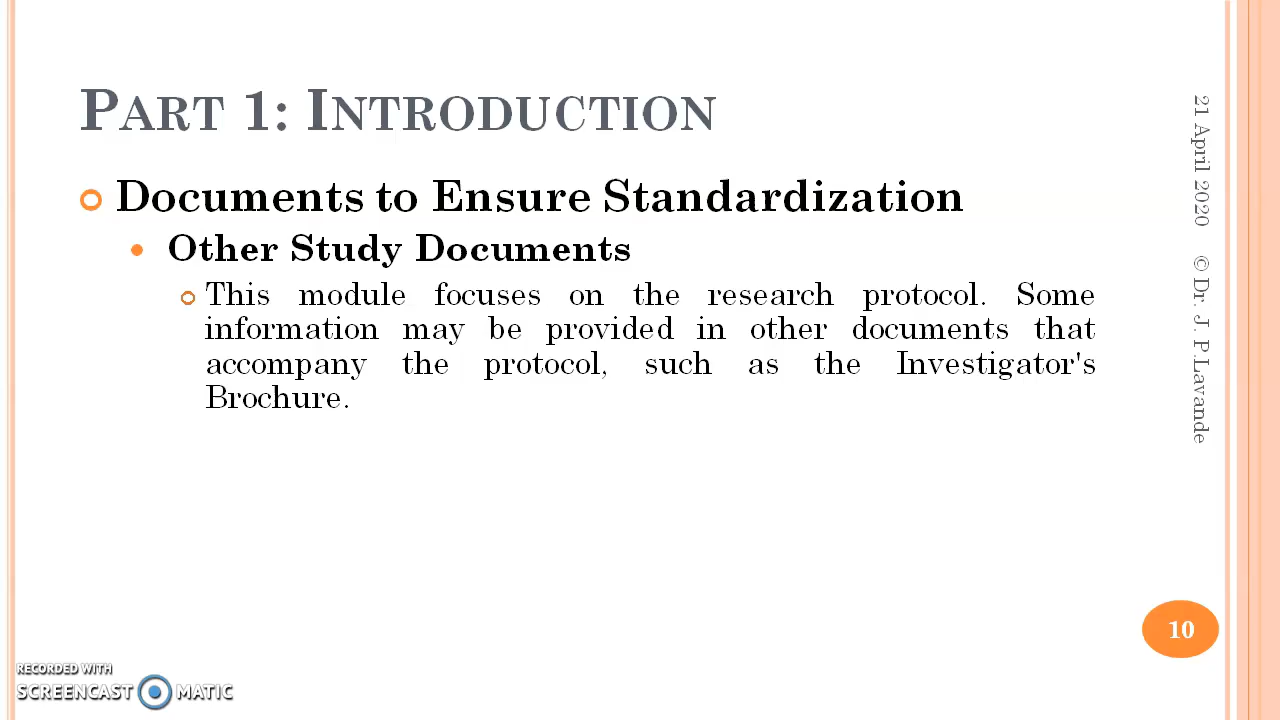 PART 1: INTRODUCTION
Documents to Ensure Standardization
Other Study Documents
This module focuses on the research protocol. Some
information may be provided in other documents that
accompany the protocol, such as the Investigator's
Brochure.
21 April 2020 © Dr. J. P.Lavande
10
RECORDED WITH
SCREENCAST MATIC